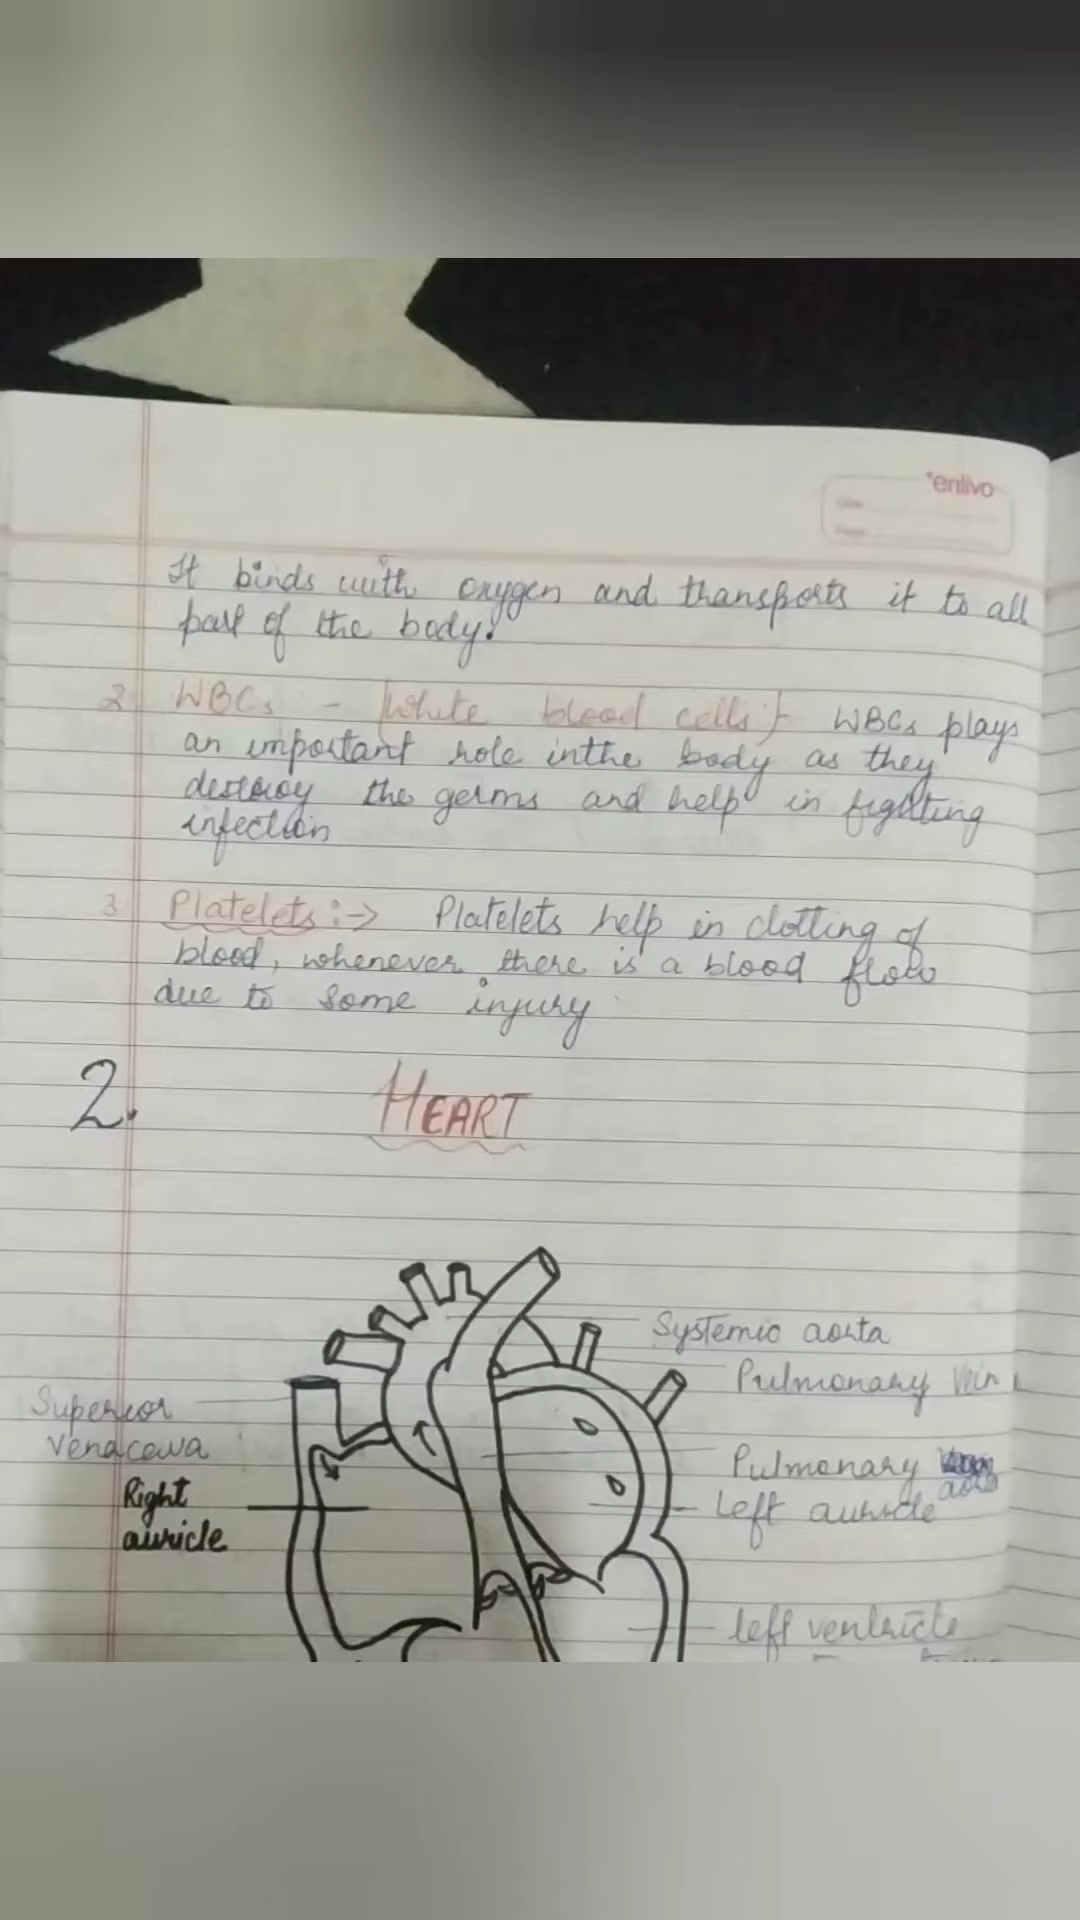 *enlivo
Date
Page
It binds with oxygen and transports it to all
part of the body.
2 WBCs - (white blood cells)- WBCs plays
an important role inthe body as they
destroy the germs and help in fighting
infection
3 Platelets :-> Platelets help in clotting of
blood, whenever there is a blood flow
due to some injury
2. HEART
Systemic aorta
Pulmonary Vein
Superior
Venacava
Pulmonary
Right
auricle
Left auricle
left ventricle